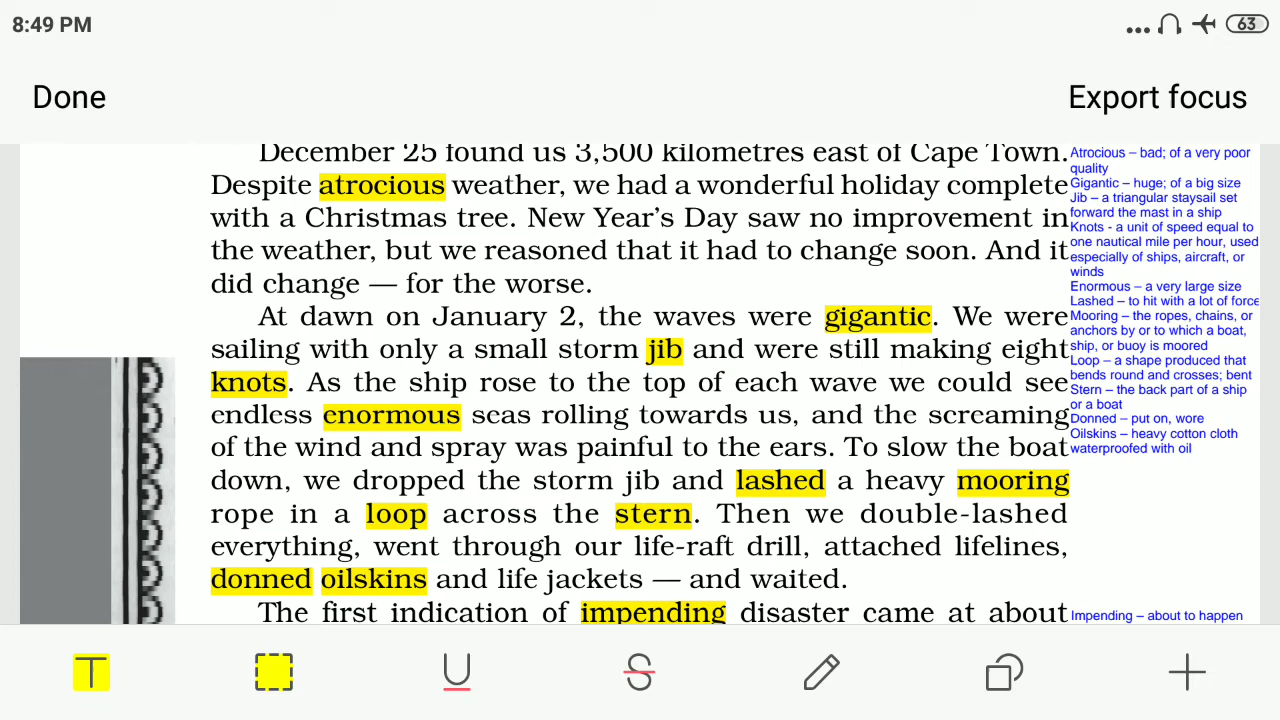 8:49 PM
63
Done
Export focus
December 25 found us 3,500 kilometres east of Cape Town.
Despite atrocious weather, we had a wonderful holiday complete
with a Christmas tree. New Year’s Day saw no improvement in
the weather, but we reasoned that it had to change soon. And it
did change — for the worse.
At dawn on January 2, the waves were gigantic. We were
sailing with only a small storm jib and were still making eight
knots. As the ship rose to the top of each wave we could see
endless enormous seas rolling towards us, and the screaming
of the wind and spray was painful to the ears. To slow the boat
down, we dropped the storm jib and lashed a heavy mooring
rope in a loop across the stern. Then we double-lashed
everything, went through our life-raft drill, attached lifelines,
donned oilskins and life jackets — and waited.
The first indication of impending disaster came at about
Atrocious – bad; of a very poor
quality
Gigantic – huge; of a big size
Jib – a triangular staysail set
forward the mast in a ship
Knots - a unit of speed equal to
one nautical mile per hour, used
especially of ships, aircraft, or
winds
Enormous – a very large size
Lashed – to hit with a lot of force
Mooring – the ropes, chains, or
anchors by or to which a boat,
ship, or buoy is moored
Loop – a shape produced that
bends round and crosses; bent
Stern – the back part of a ship
or a boat
Donned – put on, wore
Oilskins – heavy cotton cloth
waterproofed with oil
Impending – about to happen
T
U
S